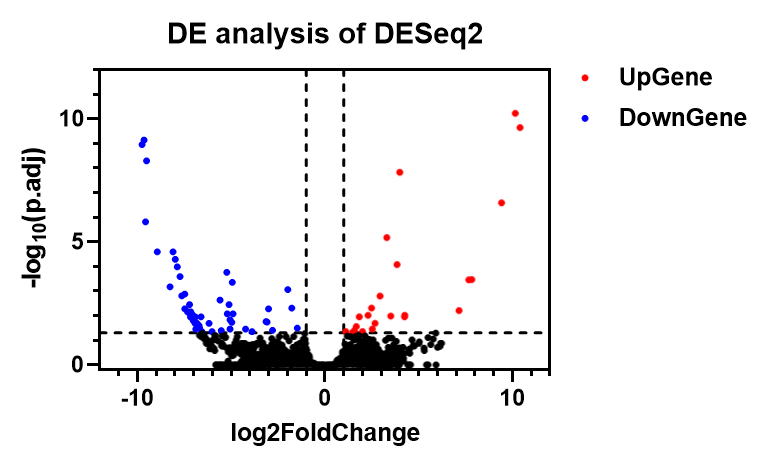 DE analysis of DESeq2
UpGene
DownGene
10
5
0
-log10(p.adj)
-10 0 10
log2FoldChange